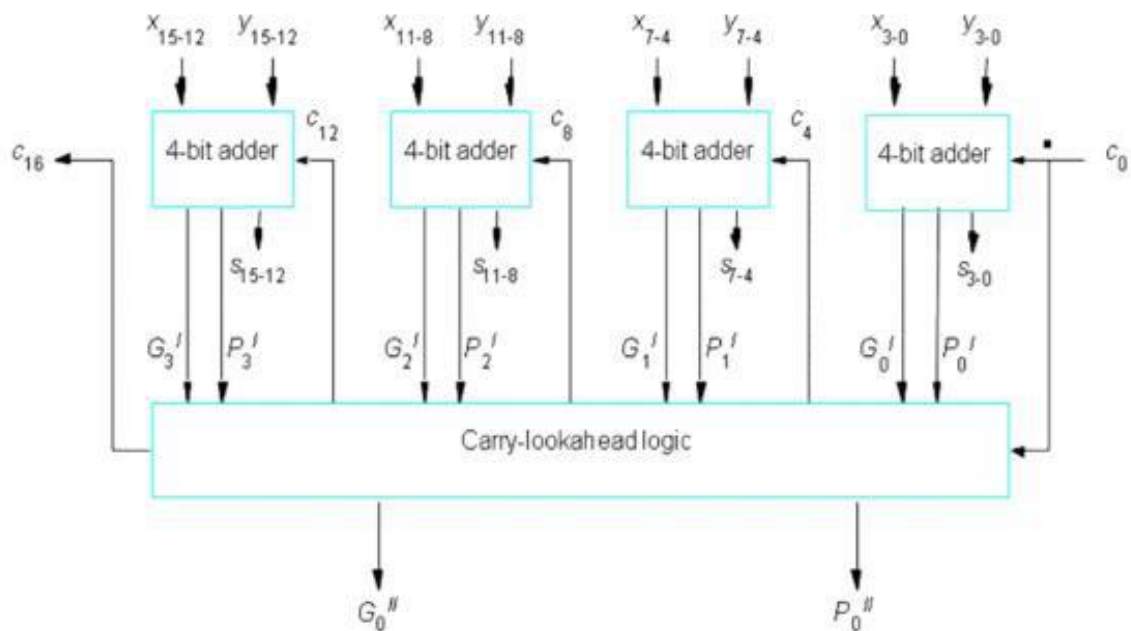 x15-12 y15-12 x11-8 y11-8 x7-4 y7-4 x3-0 y3-0
c12 c8 c4
c16 4-bit adder 4-bit adder 4-bit adder 4-bit adder c0
s15-12 s11-8 s7-4 s3-0
G3I P3I G2I P2I G1I P1I G0I P0I
Carry-lookahead logic
G0II P0II